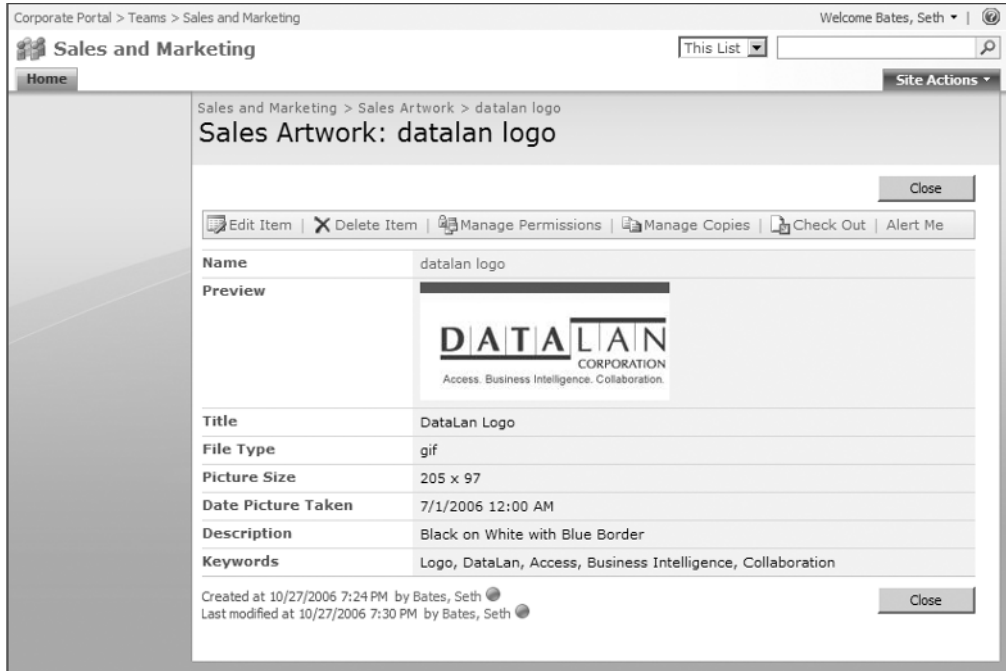 Corporate Portal > Teams > Sales and Marketing
Welcome Bates, Seth
Sales and Marketing
This List
Home
Site Actions
Sales and Marketing > Sales Artwork > datalan logo
Sales Artwork: datalan logo
Close
Edit Item | Delete Item | Manage Permissions | Manage Copies | Check Out | Alert Me
Name datalan logo
Preview
DATALAN
CORPORATION
Access. Business Intelligence. Collaboration.
Title DataLan Logo
File Type gif
Picture Size 205 x 97
Date Picture Taken 7/1/2006 12:00 AM
Description Black on White with Blue Border
Keywords Logo, DataLan, Access, Business Intelligence, Collaboration
Created at 10/27/2006 7:24 PM by Bates, Seth
Last modified at 10/27/2006 7:30 PM by Bates, Seth
Close